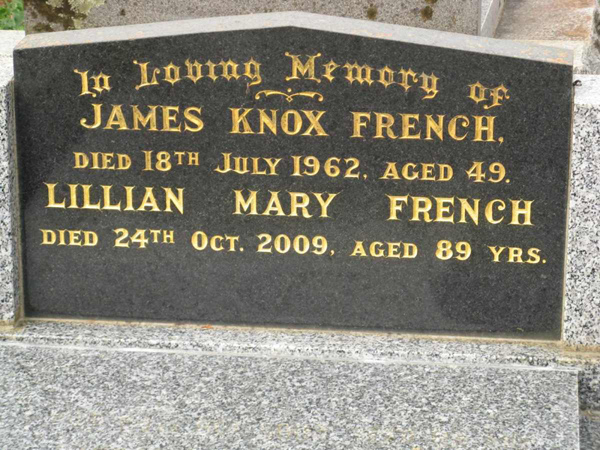 In Loving Memory of
JAMES KNOX FRENCH,
DIED 18TH JULY 1962, AGED 49.
LILLIAN MARY FRENCH
DIED 24TH OCT. 2009, AGED 89 YRS.